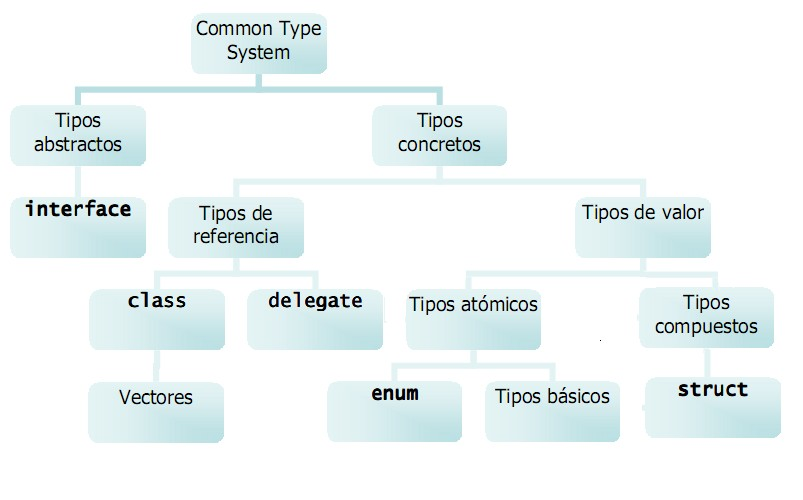 Common Type
System
Tipos
abstractos
Tipos
concretos
interface
Tipos de
referencia
Tipos de valor
class
delegate
Tipos atómicos
Tipos
compuestos
Vectores
enum
Tipos básicos
struct